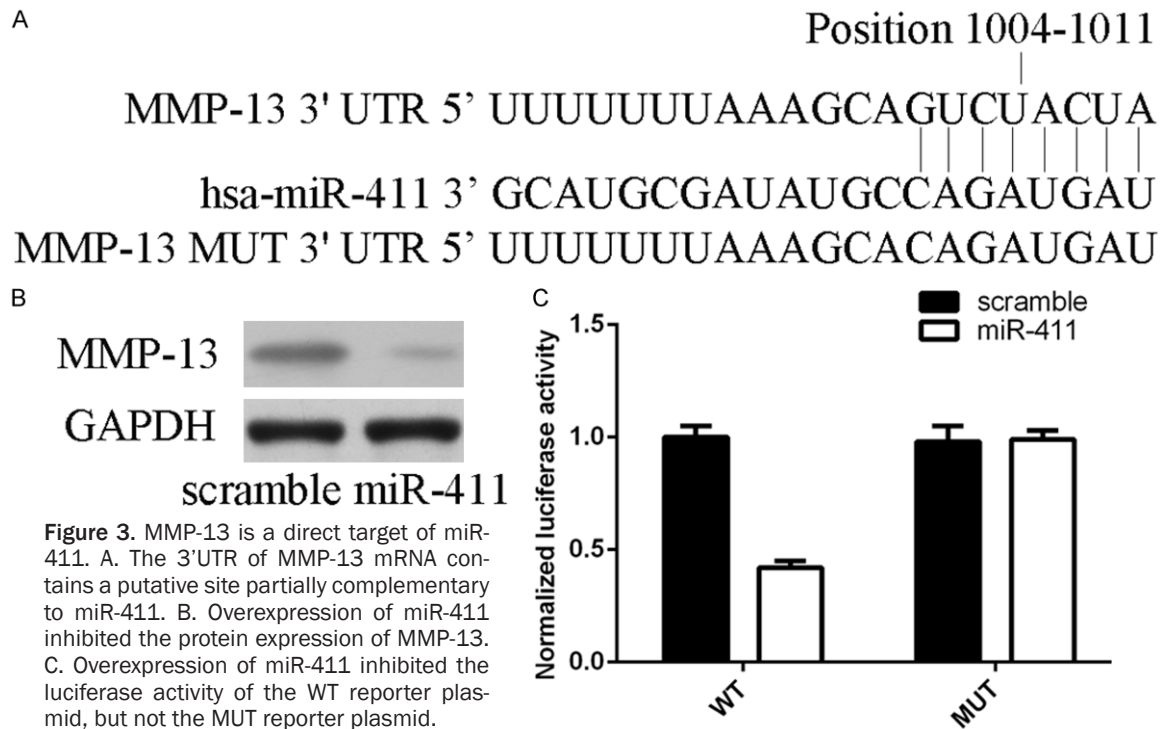 A
Position 1004-1011
MMP-13 3' UTR 5’ UUUUUUUAAAGCAGUCUACUA
hsa-miR-411 3’ GCAUGCGAUAUGCCAGAUGAU
MMP-13 MUT 3' UTR 5’ UUUUUUUAAAGCACAGAUGAU
B
MMP-13
GAPDH
scramble miR-411
Figure 3. MMP-13 is a direct target of miR-
411. A. The 3’UTR of MMP-13 mRNA con-
tains a putative site partially complementary
to miR-411. B. Overexpression of miR-411
inhibited the protein expression of MMP-13.
C. Overexpression of miR-411 inhibited the
luciferase activity of the WT reporter plas-
mid, but not the MUT reporter plasmid.
C
scramble
miR-411
Normalized luciferase activity
1.5
1.0
0.5
0.0
WT
MUT